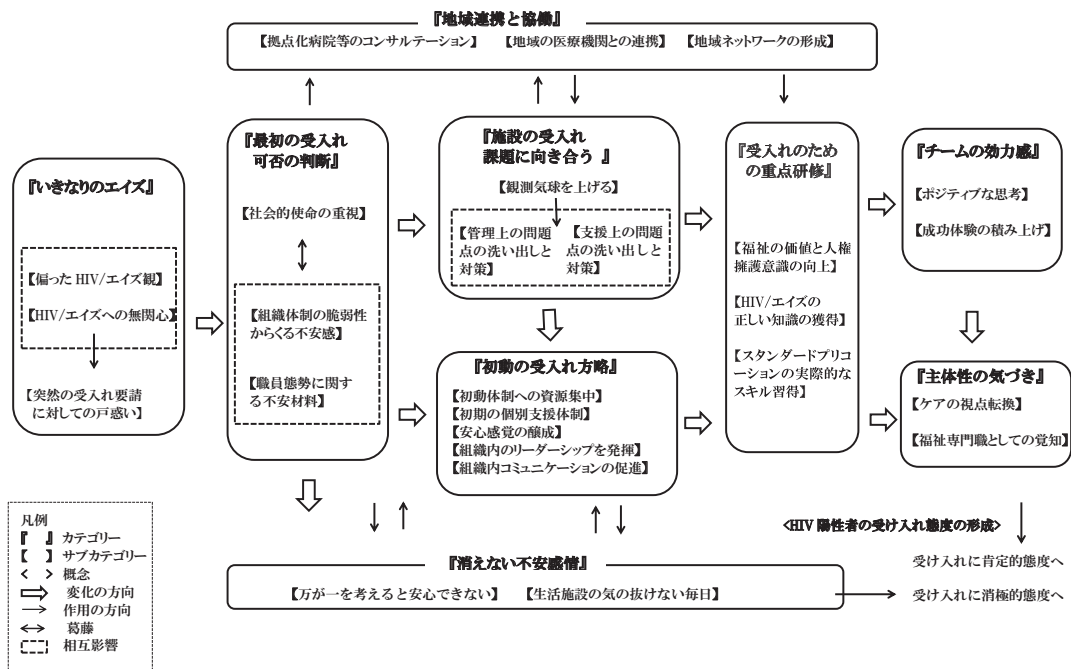 『地域連携と協働』
【拠点化病院等のコンサルテーション】 【地域の医療機関との連携】 【地域ネットワークの形成】
『いきなりのエイズ』
【偏った HIV/エイズ観】
【HIV/エイズへの無関心】
【突然の受入れ要請
に対しての戸惑い】
『最初の受入れ
可否の判断』
【社会的使命の重視】
【組織体制の脆弱性
からくる不安感】
【職員態勢に関す
る不安材料】
『施設の受入れ
課題に向き合う 』
【観測気球を上げる】
【管理上の問題
点の洗い出しと
対策】
【支援上の問題
点の洗い出しと
対策】
『初動の受入れ方略』
【初動体制への資源集中】
【初期の個別支援体制】
【安心感覚の醸成】
【組織内のリーダーシップを発揮】
【組織内コミュニケーションの促進】
『受入れのため
の重点研修』
【福祉の価値と人権
擁護意識の向上】
【HIV/エイズの
正しい知識の獲得】
【スタンダードプリコ
ーションの実際的な
スキル習得】
『チームの効力感』
【ポジティブな思考】
【成功体験の積み上げ】
『主体性の気づき』
【ケアの視点転換】
【福祉専門職としての覚知】
<HIV 陽性者の受け入れ態度の形成>
受け入れに肯定的態度へ
受け入れに消極的態度へ
『消えない不安感情』
【万が一を考えると安心できない】 【生活施設の気の抜けない毎日】
凡例
『 』 カテゴリー
【 】 サブカテゴリー
< > 概念
変化の方向
作用の方向
葛藤
相互影響